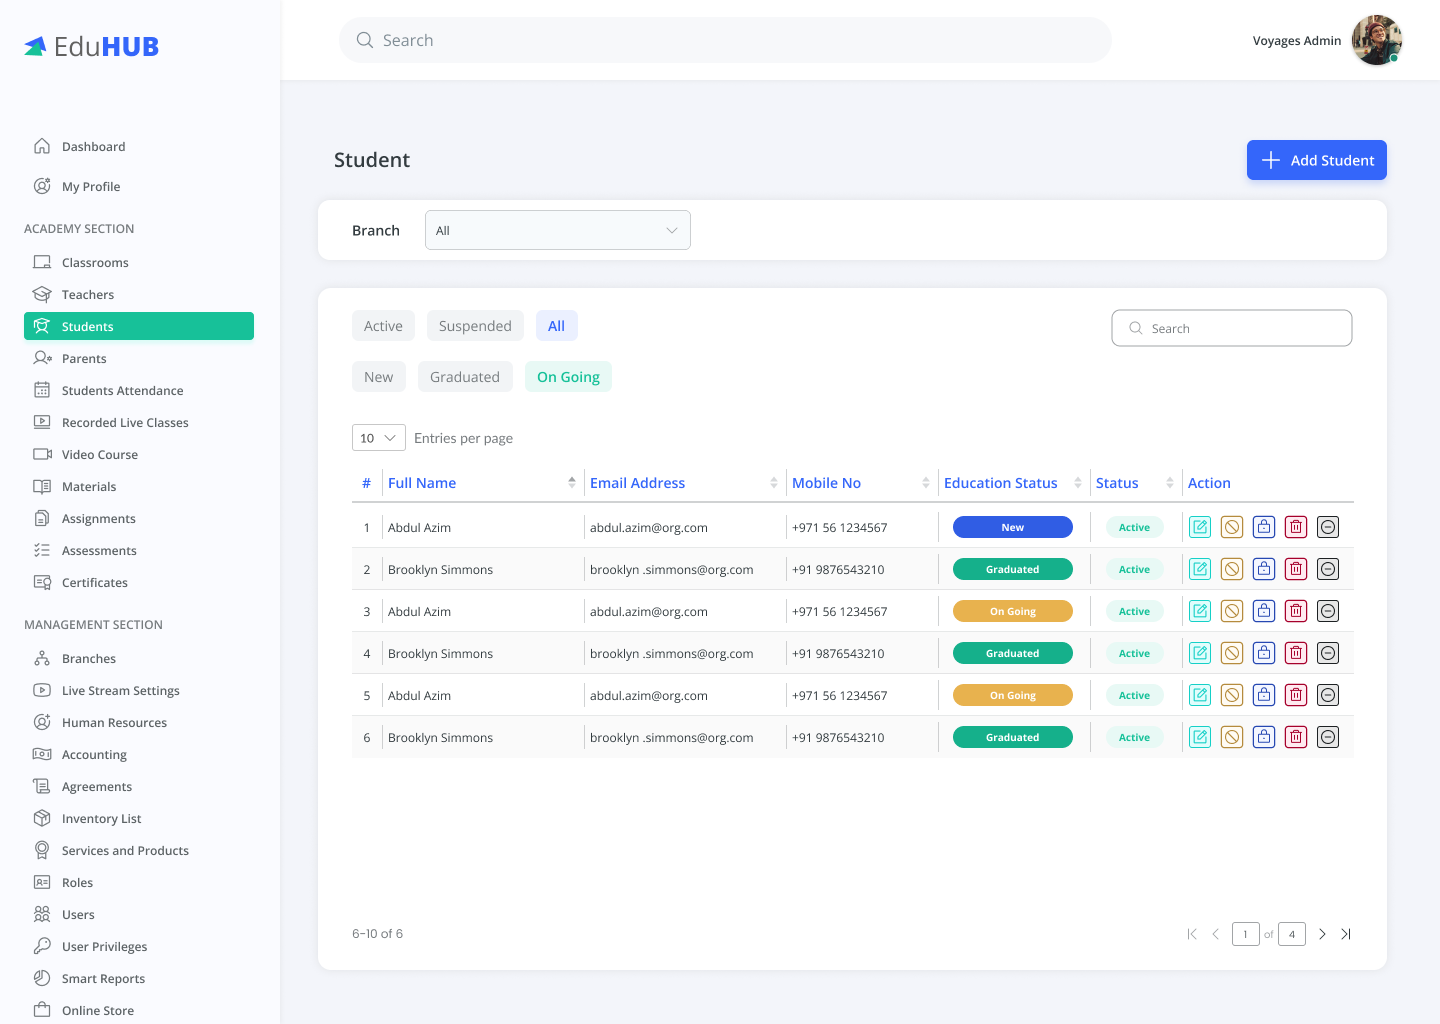 EduHUB
Search
Voyages Admin
Dashboard
My Profile
ACADEMY SECTION
Classrooms
Teachers
Students
Parents
Students Attendance
Recorded Live Classes
Video Course
Materials
Assignments
Assessments
Certificates
MANAGEMENT SECTION
Branches
Live Stream Settings
Human Resources
Accounting
Agreements
Inventory List
Services and Products
Roles
Users
User Privileges
Smart Reports
Online Store
Student
Add Student
Branch All
Active Suspended All Search
New Graduated On Going
10 Entries per page
# Full Name Email Address Mobile No Education Status Status Action
1 Abdul Azim abdul.azim@org.com +971 56 1234567 New Active
2 Brooklyn Simmons brooklyn .simmons@org.com +91 9876543210 Graduated Active
3 Abdul Azim abdul.azim@org.com +971 56 1234567 On Going Active
4 Brooklyn Simmons brooklyn .simmons@org.com +91 9876543210 Graduated Active
5 Abdul Azim abdul.azim@org.com +971 56 1234567 On Going Active
6 Brooklyn Simmons brooklyn .simmons@org.com +91 9876543210 Graduated Active
6-10 of 6 1 of 4